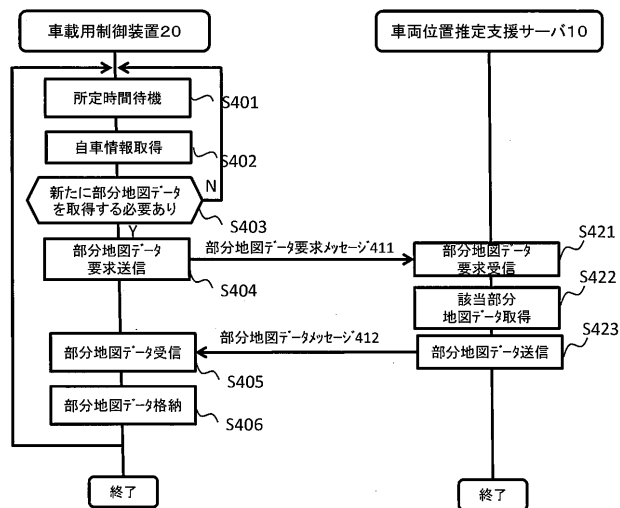 車載用制御装置20
車両位置推定支援サーバ10
所定時間待機
S401
自車情報取得
S402
新たに部分地図データ
を取得する必要あり
N
S403
Y
部分地図データ
要求送信
S404
部分地図データ要求メッセージ411
部分地図データ
要求受信
S421
該当部分
地図データ取得
S422
部分地図データメッセージ412
部分地図データ送信
S423
部分地図データ受信
S405
部分地図データ格納
S406
終了
終了